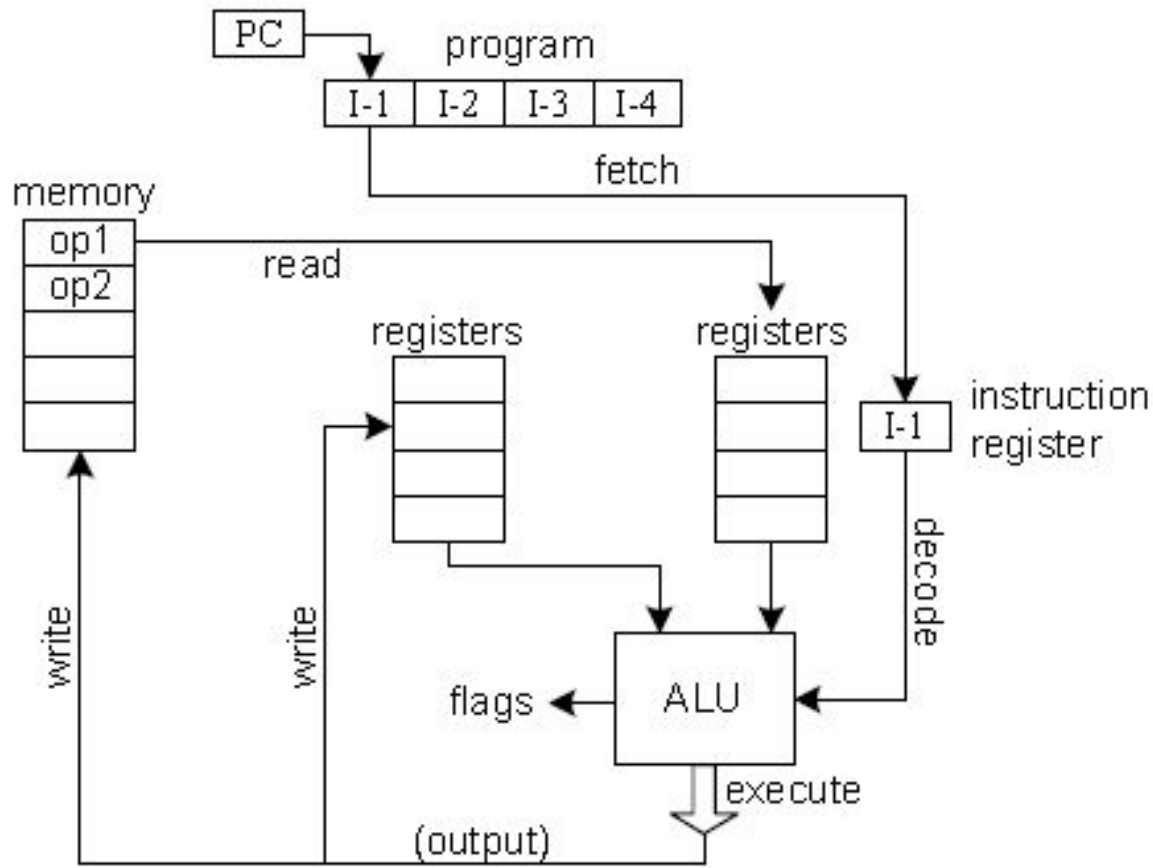 PC
program
I-1 I-2 I-3 I-4
fetch
memory
op1
read
op2
registers
registers
instruction
register
I-1
decode
write
write
flags
ALU
execute
(output)